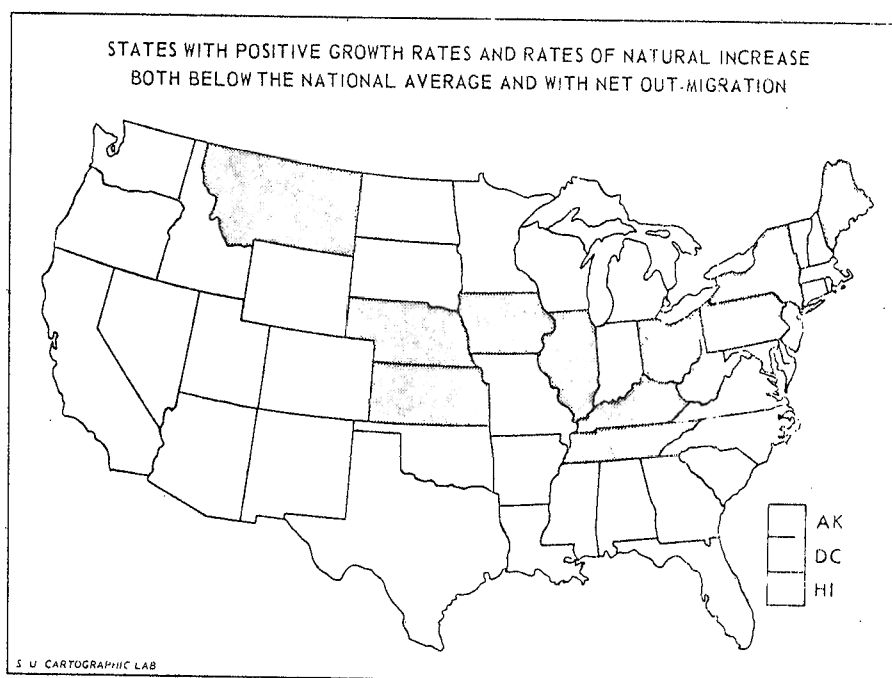 STATES WITH POSITIVE GROWTH RATES AND RATES OF NATURAL INCREASE
BOTH BELOW THE NATIONAL AVERAGE AND WITH NET OUT-MIGRATION
AK
DC
HI
S U CARTOGRAPHIC LAB